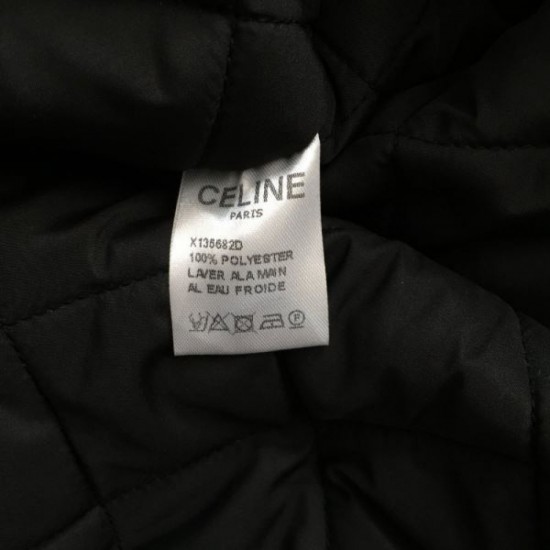 CELINE
PARIS
X135682D
100% POLYESTER
LAVER ALA MAIN
AL EAU FROIDE